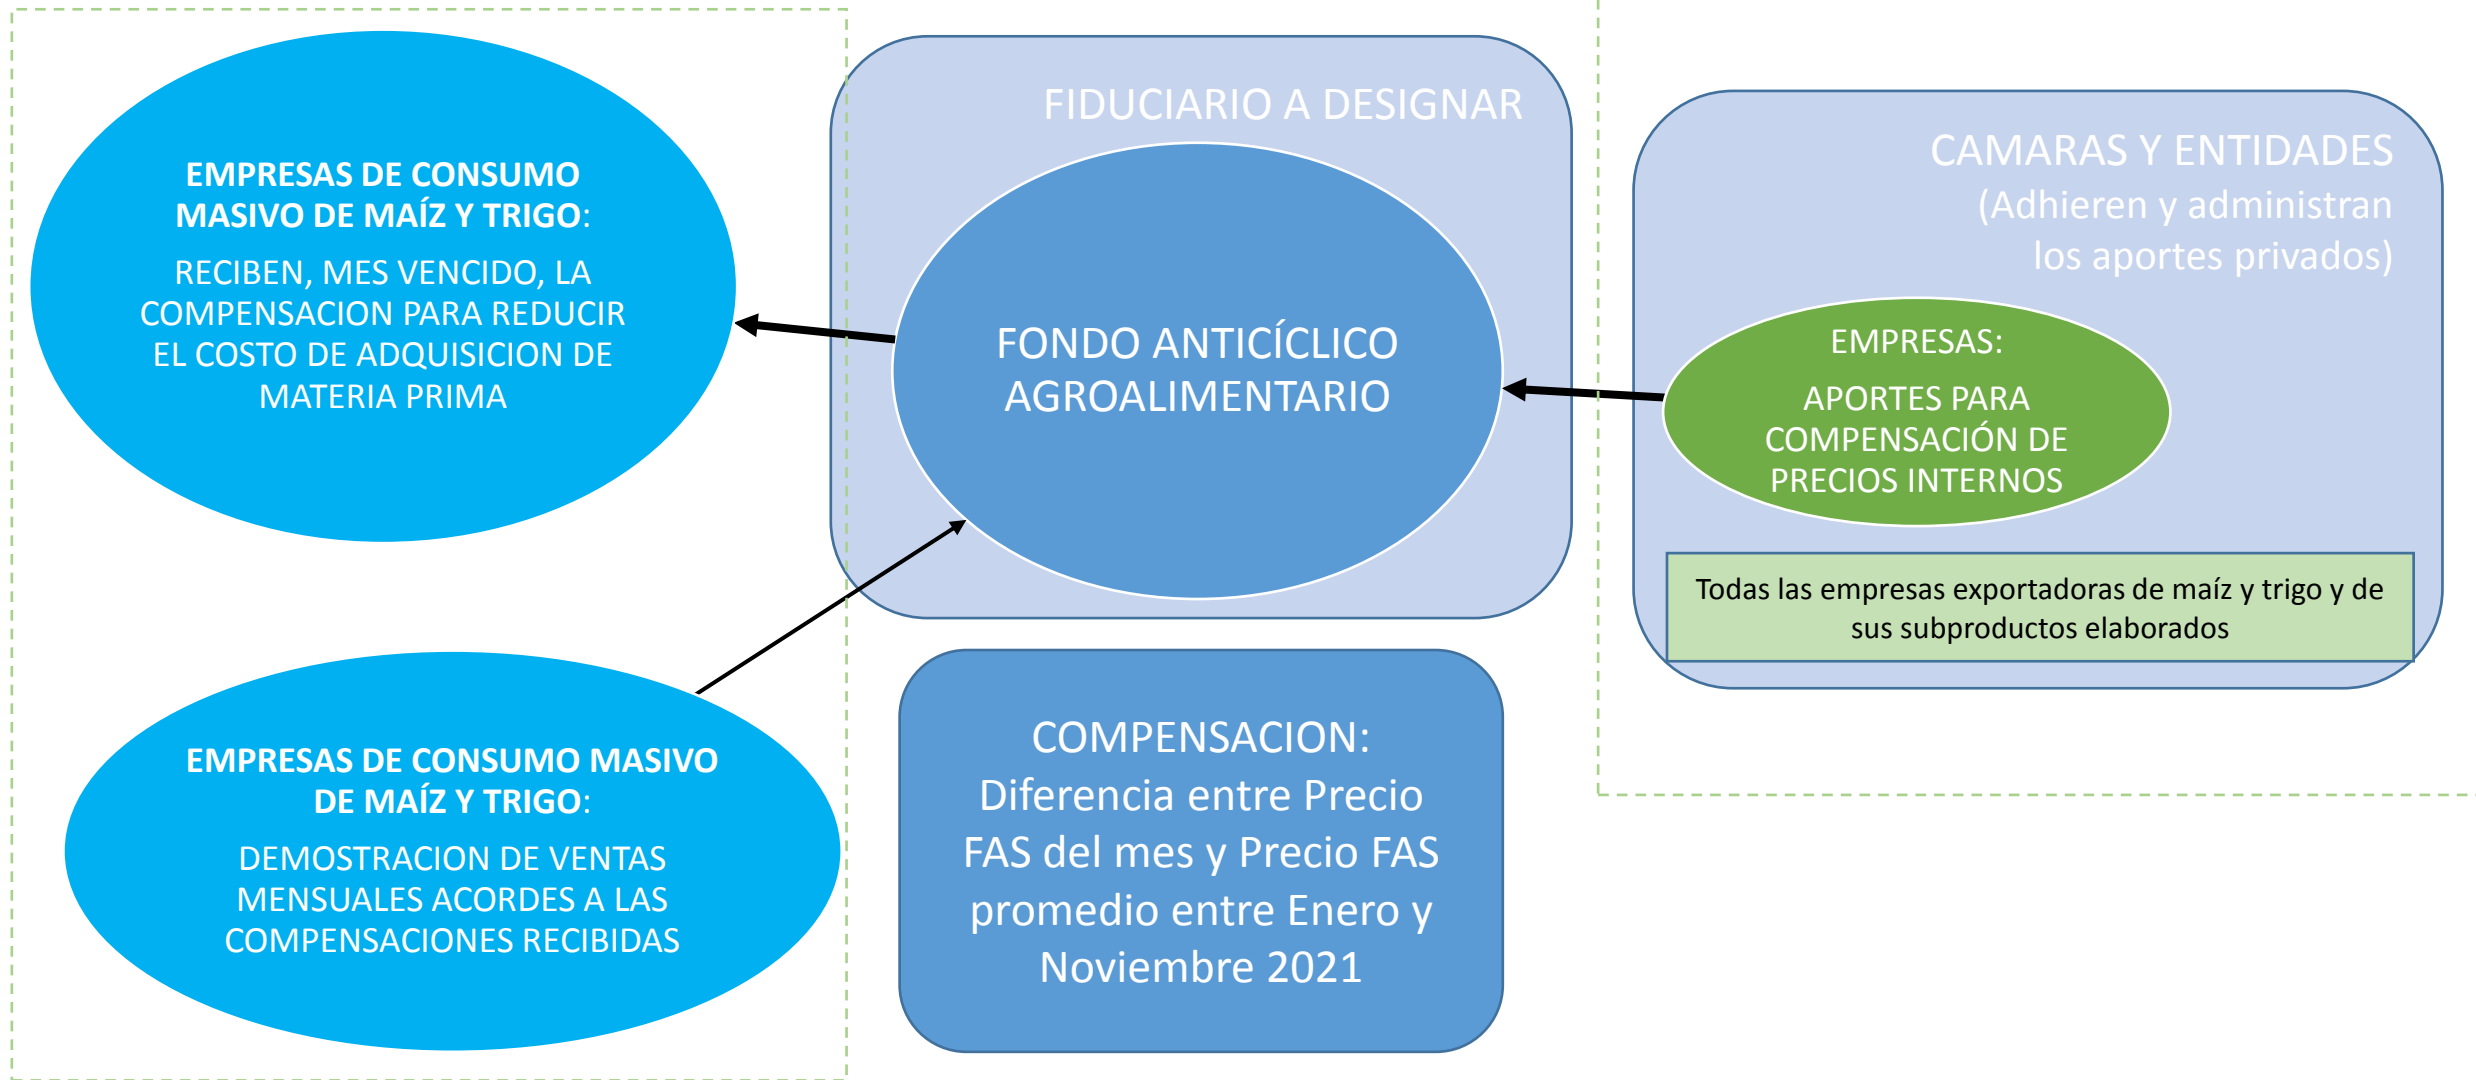 EMPRESAS DE CONSUMO
MASIVO DE MAÍZ Y TRIGO:
RECIBEN, MES VENCIDO, LA
COMPENSACION PARA REDUCIR
EL COSTO DE ADQUISICION DE
MATERIA PRIMA
EMPRESAS DE CONSUMO MASIVO
DE MAÍZ Y TRIGO:
DEMOSTRACION DE VENTAS
MENSUALES ACORDES A LAS
COMPENSACIONES RECIBIDAS
FIDUCIARIO A DESIGNAR
FONDO ANTICÍCLICO
AGROALIMENTARIO
COMPENSACION:
Diferencia entre Precio
FAS del mes y Precio FAS
promedio entre Enero y
Noviembre 2021
CAMARAS Y ENTIDADES
(Adhieren y administran
los aportes privados)
EMPRESAS:
APORTES PARA
COMPENSACIÓN DE
PRECIOS INTERNOS
Todas las empresas exportadoras de maíz y trigo y de
sus subproductos elaborados